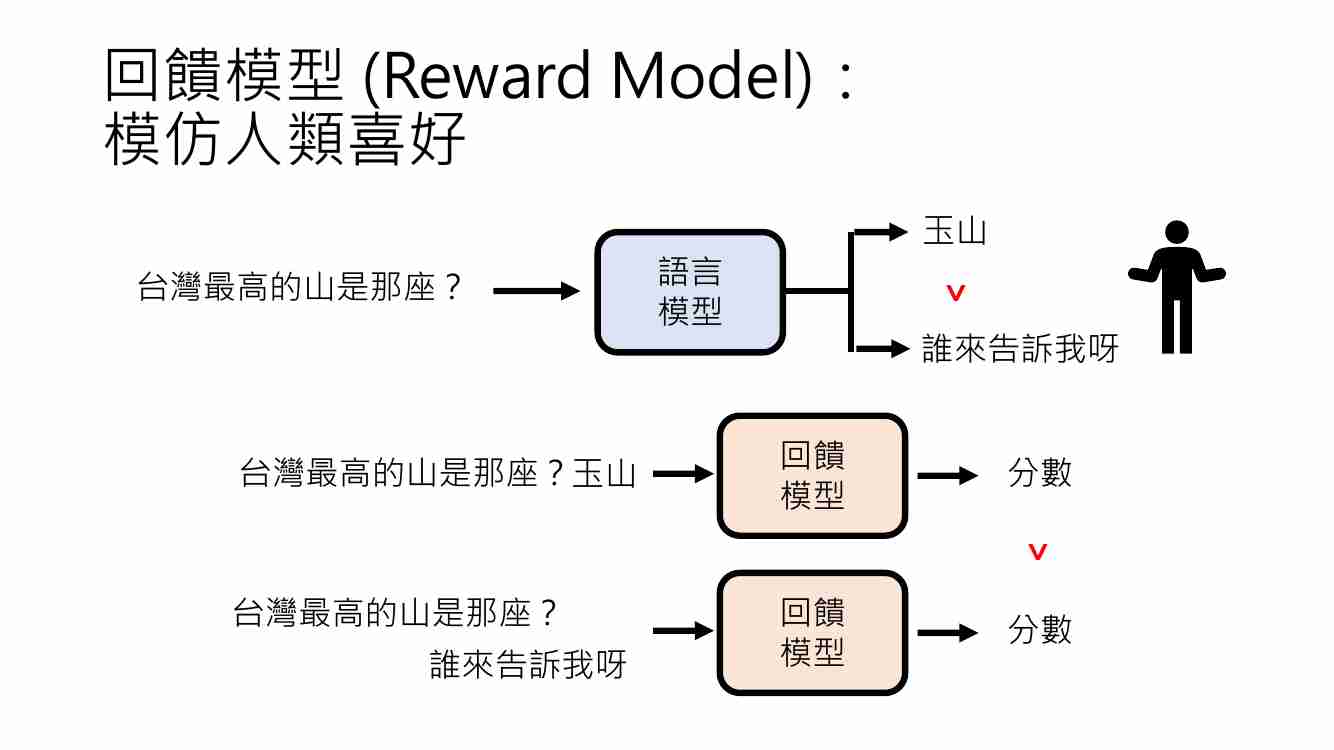 回饋模型 (Reward Model)：
模仿人類喜好
台灣最高的山是那座？
語言
模型
玉山
>
誰來告訴我呀
台灣最高的山是那座？玉山
回饋
模型
分數
>
台灣最高的山是那座？
誰來告訴我呀
回饋
模型
分數